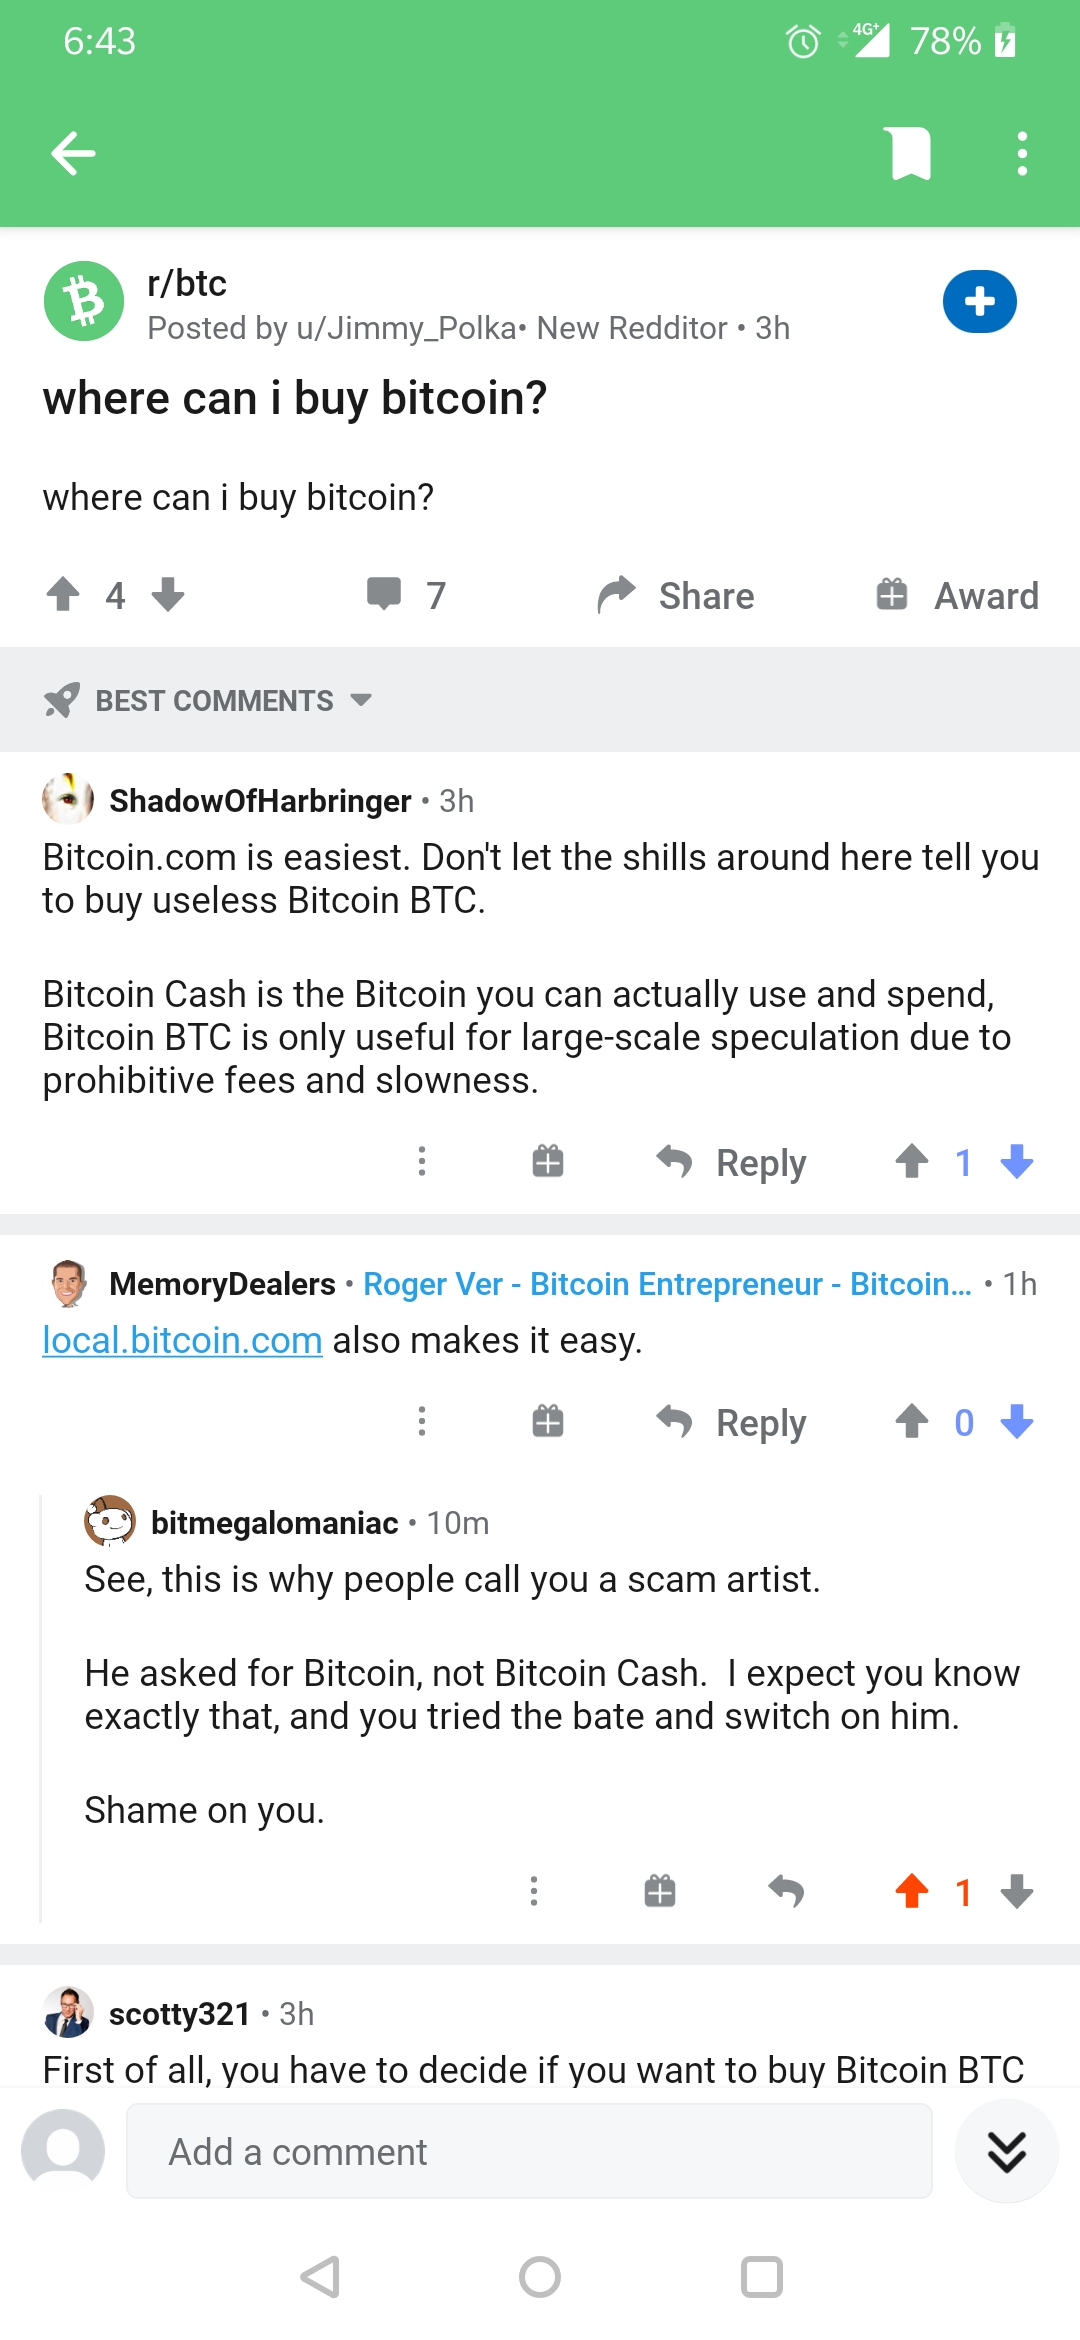 6:43
4G+ 78%
r/btc
Posted by u/Jimmy_Polka• New Redditor • 3h
where can i buy bitcoin?
where can i buy bitcoin?
4 7 Share Award
BEST COMMENTS
ShadowOfHarbringer • 3h
Bitcoin.com is easiest. Don't let the shills around here tell you
to buy useless Bitcoin BTC.
Bitcoin Cash is the Bitcoin you can actually use and spend,
Bitcoin BTC is only useful for large-scale speculation due to
prohibitive fees and slowness.
Reply 1
MemoryDealers • Roger Ver - Bitcoin Entrepreneur - Bitcoin... • 1h
local.bitcoin.com also makes it easy.
Reply 0
bitmegalomaniac • 10m
See, this is why people call you a scam artist.
He asked for Bitcoin, not Bitcoin Cash.  I expect you know
exactly that, and you tried the bate and switch on him.
Shame on you.
1
scotty321 • 3h
First of all, you have to decide if you want to buy Bitcoin BTC
Add a comment